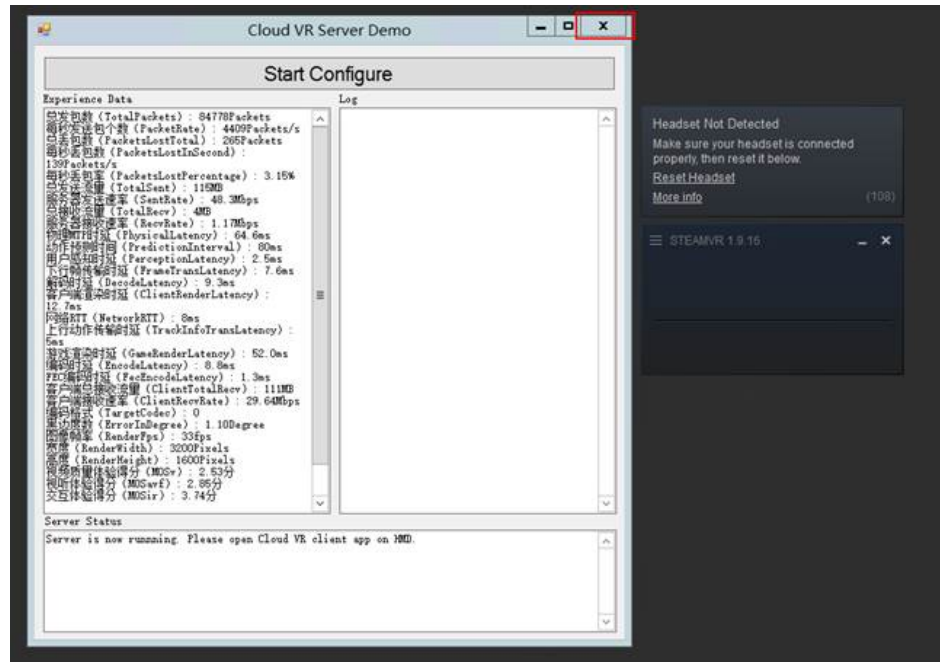 Cloud VR Server Demo
Start Configure
Experience Data
总发包数 (TotalPackets) : 84778Packets
每秒发送包个数 (PacketRate) : 4409Packets/s
总丢包数 (PacketsLostTotal) : 265Packets
每秒丢包数 (PacketsLostInSecond) :
139Packets/s
每秒丢包率 (PacketsLostPercentage) : 3.15%
总发送流量 (TotalSent) : 115MB
服务器发送速率 (SentRate) : 48.3Mbps
总接收流量 (TotalRecv) : 4MB
服务器接收速率 (RecvRate) : 1.17Mbps
物理MTP时延 (PhysicalLatency) : 64.6ms
动作预测时间 (PredictionInterval) : 80ms
用户感知时延 (PerceptionLatency) : 2.5ms
下行帧传输时延 (FrameTransLatency) : 7.6ms
解码时延 (DecodeLatency) : 9.3ms
客户端渲染时延 (ClientRenderLatency) :
12.7ms
网络RTT (NetworkRTT) : 8ms
上行动作传输时延 (TrackInfoTransLatency) :
5ms
游戏渲染时延 (GameRenderLatency) : 52.0ms
编码时延 (EncodeLatency) : 8.8ms
FEC编码时延 (FecEncodeLatency) : 1.3ms
客户端总接收流量 (ClientTotalRecv) : 111MB
客户端接收速率 (ClientRecvRate) : 29.64Mbps
编码格式 (TargetCodec) : 0
黑边度数 (ErrorInDegree) : 1.10Degree
图像帧率 (RenderFps) : 33fps
宽度 (RenderWidth) : 3200Pixels
高度 (RenderHeight) : 1600Pixels
视频质量体验得分 (MOSv) : 2.53分
视听体验得分 (MOSavf) : 2.85分
交互体验得分 (MOSir) : 3.74分
Log
Server Status
Server is now runnning. Please open Cloud VR client app on HMD.
Headset Not Detected
Make sure your headset is connected
properly, then reset it below.
Reset Headset
More info (108)
STEAMVR 1.9.16